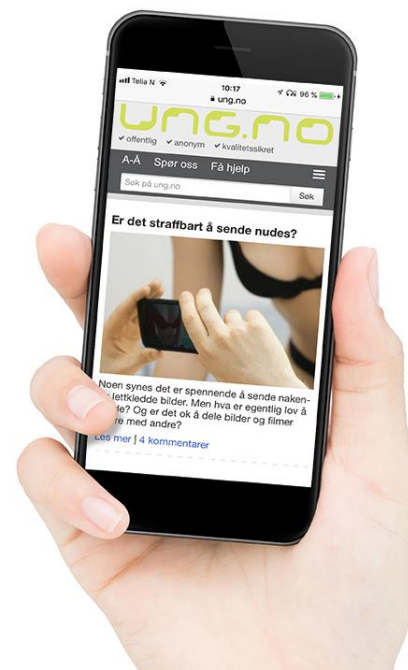 Telia N 10:17 96 %
ung.no
UNG.NO
offentlig anonym kvalitetssikret
A-Å Spør oss Få hjelp
Søk på ung.no Søk
Er det straffbart å sende nudes?
Noen synes det er spennende å sende naken-
lettkledde bilder. Men hva er egentlig lov å
? Og er det ok å dele bilder og filmer
med andre?
Les mer | 4 kommentarer